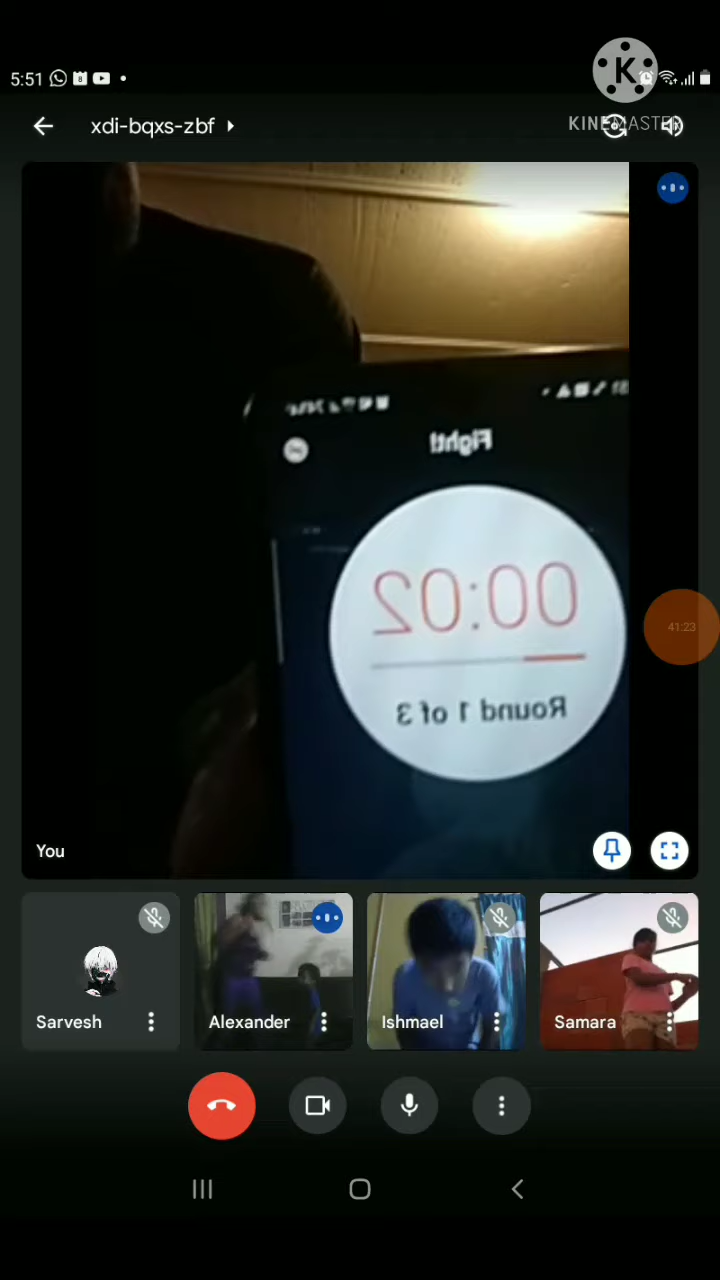 5:51
K
xdi-bqxs-zbf
KINEMASTER
Fight!
00:02
41:23
Round 1 of 3
You
Sarvesh
Alexander
Ishmael
Samara